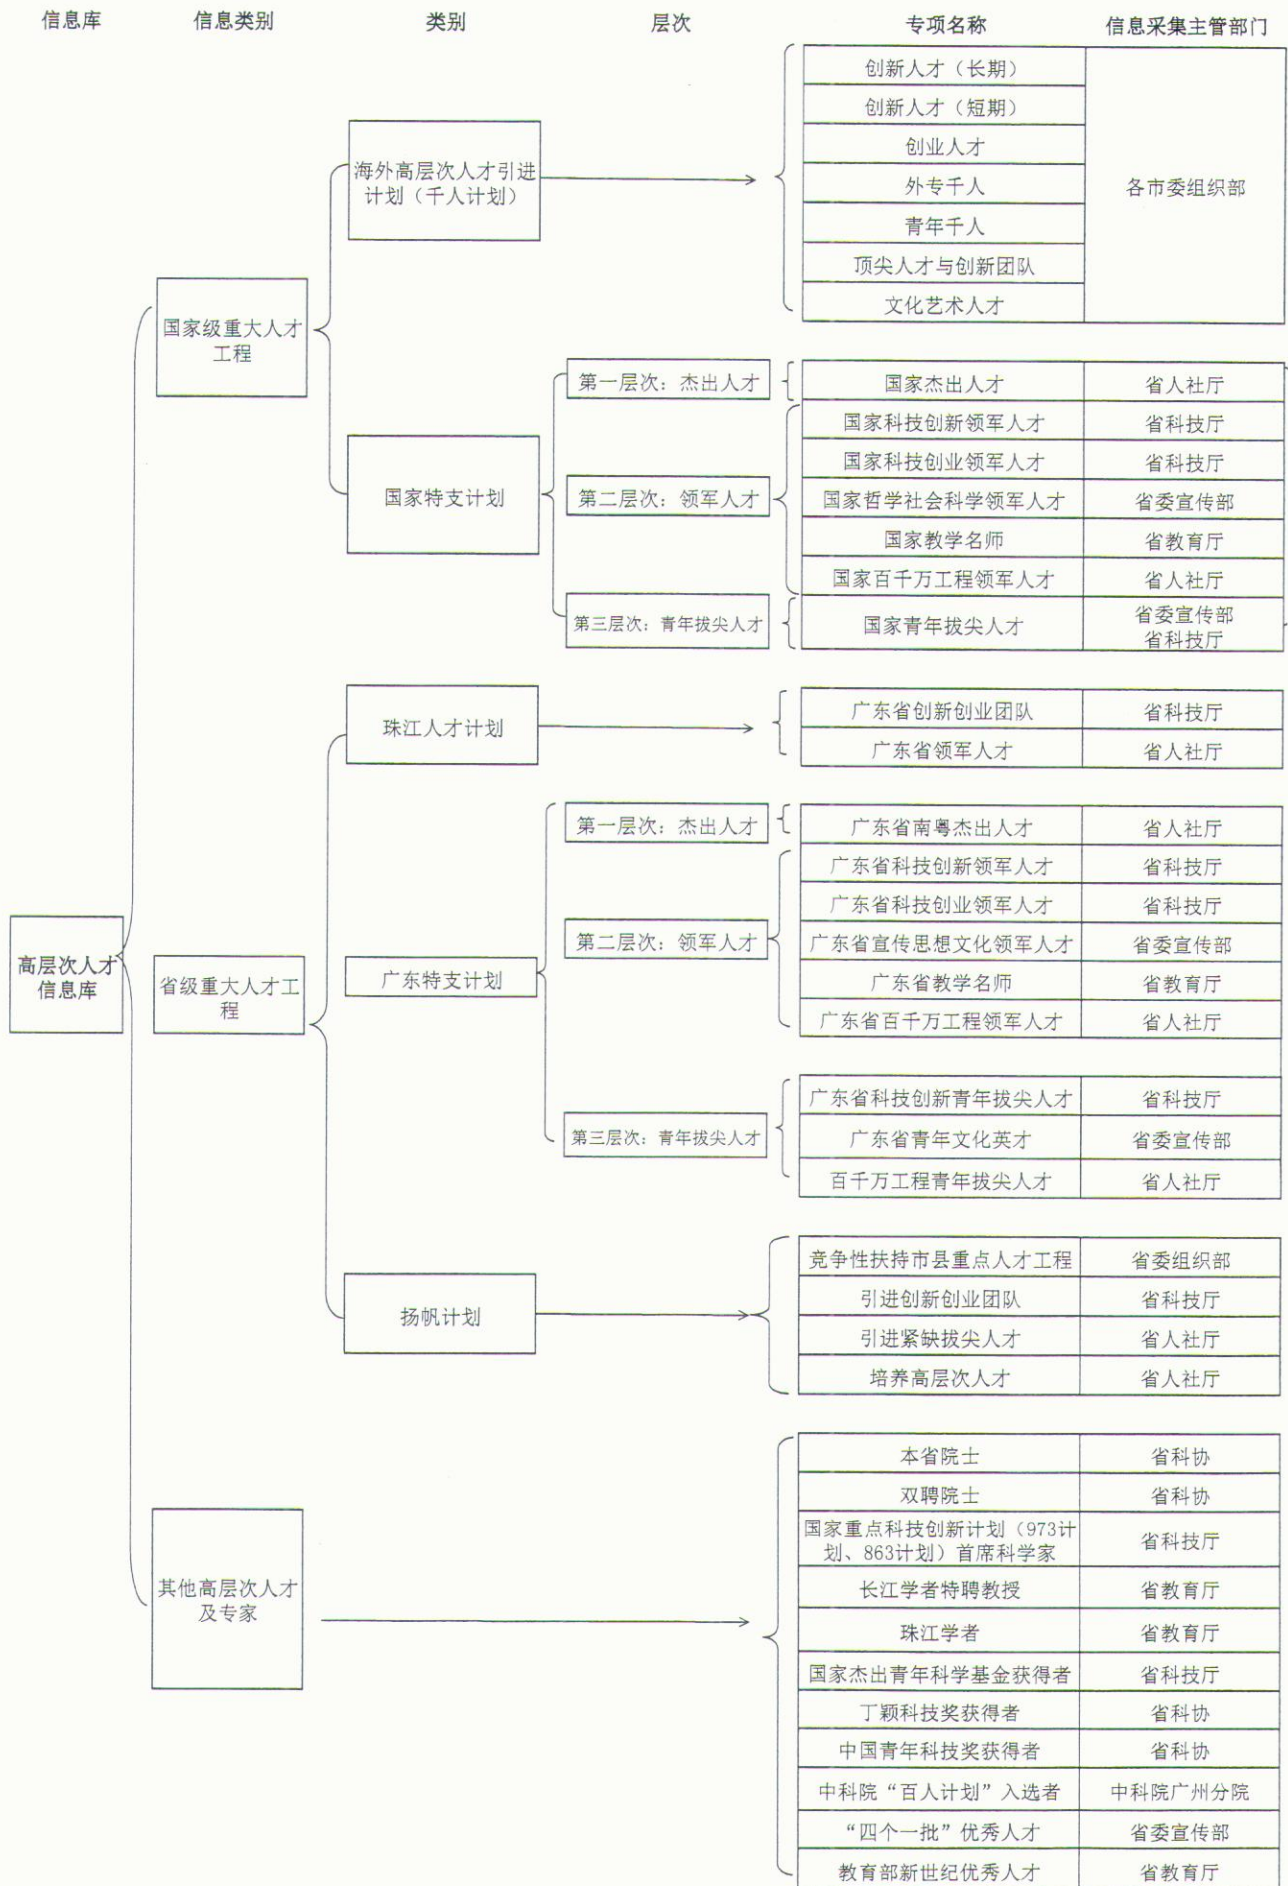 信息库 信息类别 类别 层次 专项名称 信息采集主管部门
高层次人才
信息库
国家级重大人才
工程
海外高层次人才引进
计划（千人计划）
创新人才（长期）
创新人才（短期）
创业人才
外专千人
青年千人
顶尖人才与创新团队
文化艺术人才
各市委组织部
国家特支计划
第一层次：杰出人才
国家杰出人才 省人社厅
第二层次：领军人才
国家科技创新领军人才 省科技厅
国家科技创业领军人才 省科技厅
国家哲学社会科学领军人才 省委宣传部
国家教学名师 省教育厅
国家百千万工程领军人才 省人社厅
第三层次：青年拔尖人才
国家青年拔尖人才 省委宣传部
省科技厅
省级重大人才工
程
珠江人才计划
广东省创新创业团队 省科技厅
广东省领军人才 省人社厅
广东特支计划
第一层次：杰出人才
广东省南粤杰出人才 省人社厅
第二层次：领军人才
广东省科技创新领军人才 省科技厅
广东省科技创业领军人才 省科技厅
广东省宣传思想文化领军人才 省委宣传部
广东省教学名师 省教育厅
广东省百千万工程领军人才 省人社厅
第三层次：青年拔尖人才
广东省科技创新青年拔尖人才 省科技厅
广东省青年文化英才 省委宣传部
百千万工程青年拔尖人才 省人社厅
扬帆计划
竞争性扶持市县重点人才工程 省委组织部
引进创新创业团队 省科技厅
引进紧缺拔尖人才 省人社厅
培养高层次人才 省人社厅
其他高层次人才
及专家
本省院士 省科协
双聘院士 省科协
国家重点科技创新计划（973计
划、863计划）首席科学家 省科技厅
长江学者特聘教授 省教育厅
珠江学者 省教育厅
国家杰出青年科学基金获得者 省科技厅
丁颖科技奖获得者 省科协
中国青年科技奖获得者 省科协
中科院“百人计划”入选者 中科院广州分院
“四个一批”优秀人才 省委宣传部
教育部新世纪优秀人才 省教育厅